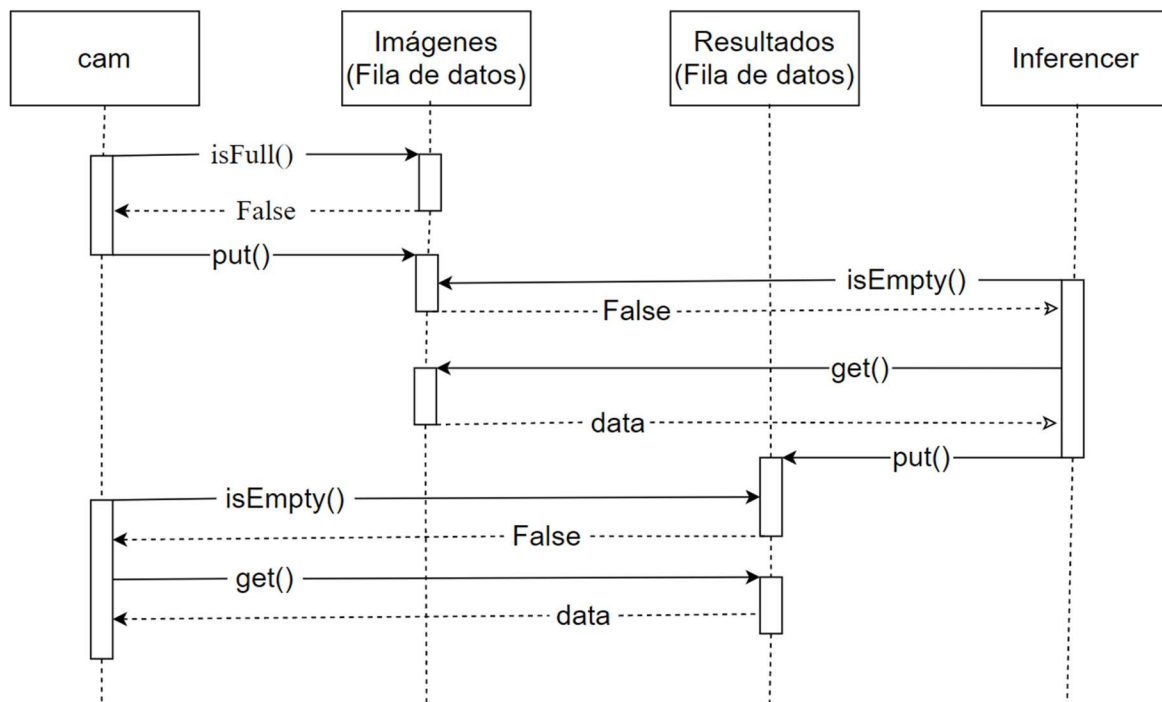 cam
Imágenes
(Fila de datos)
Resultados
(Fila de datos)
Inferencer
isFull()
False
put()
isEmpty()
False
get()
data
put()
isEmpty()
False
get()
data